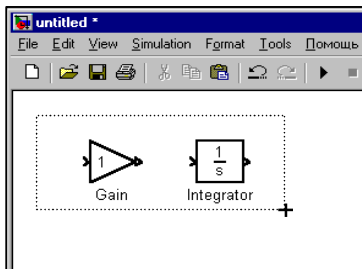 untitled *
File Edit View Simulation Format Tools Помощь
1
1
s
Gain Integrator